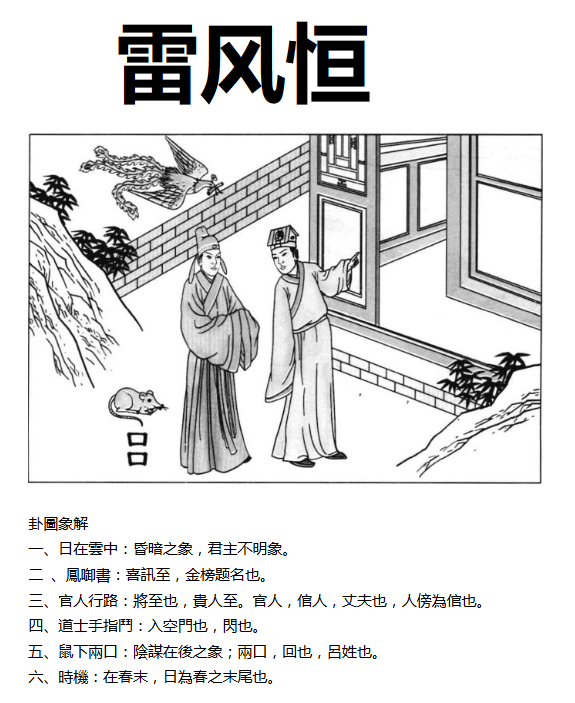 雷风恒
口
口
卦圖象解
一、日在雲中：昏暗之象，君主不明象。
二 、鳳啣書：喜訊至，金榜题名也。
三、官人行路：將至也，貴人至。官人，倌人，丈夫也，人傍為倌也。
四、道士手指鬥：入空門也，閃也。
五、鼠下兩口：陰謀在後之象；兩口，回也，呂姓也。
六、時機：在春末，日為春之末尾也。